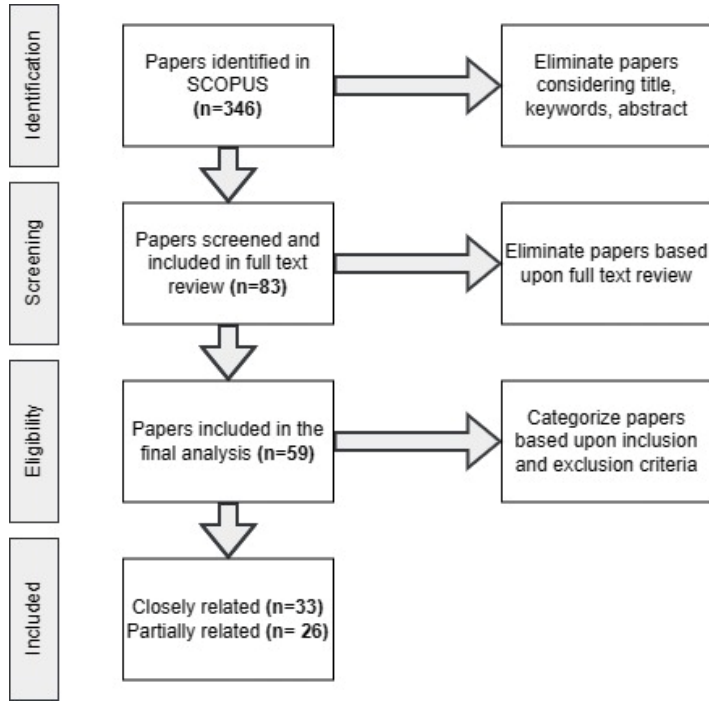 Identification
Papers identified in
SCOPUS
(n=346)
Eliminate papers
considering title,
keywords, abstract
Screening
Papers screened and
included in full text
review (n=83)
Eliminate papers based
upon full text review
Eligibility
Papers included in the
final analysis (n=59)
Categorize papers
based upon inclusion
and exclusion criteria
Included
Closely related (n=33)
Partially related (n= 26)